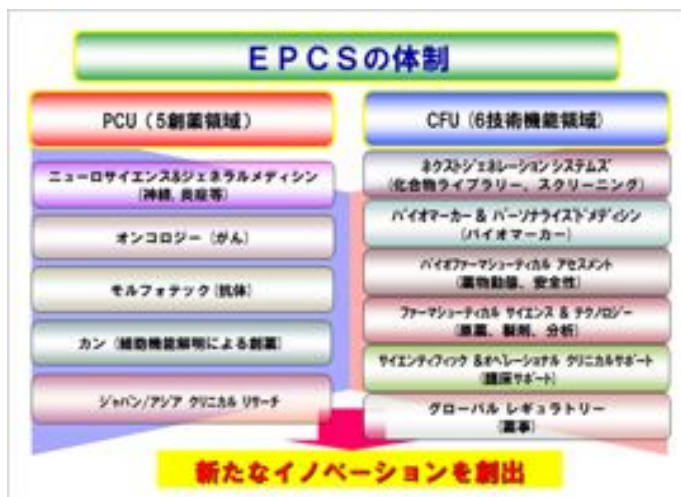 EPCSの体制
PCU(5創薬領域)
ニューロサイエンス&ジェネラルメディシン
(神経,炎症等)
オンコロジー (がん)
モルフォテック(抗体)
カン (細胞機能解明による創薬)
ジャパン/アジア クリニカル リサーチ
CFU (6技術機能領域)
ネクストジェネレーション システムズ
(化合物ライブラリー、スクリーニング)
バイオマーカー & パーソナライズドメディシン
(バイオマーカー)
バイオファーマシューティカル アセスメント
(薬物動態、安全性)
ファーマシューティカル サイエンス & テクノロジー
(原薬、製剤、分析)
サイエンティフィック &オペレーショナル クリニカルサポート
(臨床サポート)
グローバル レギュラトリー
(薬事)
新たなイノベーションを創出